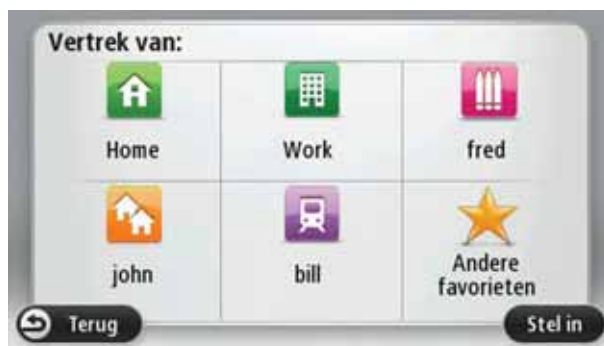 Vertrek van:
Home Work fred
john bill Andere
favorieten
Terug Stel in